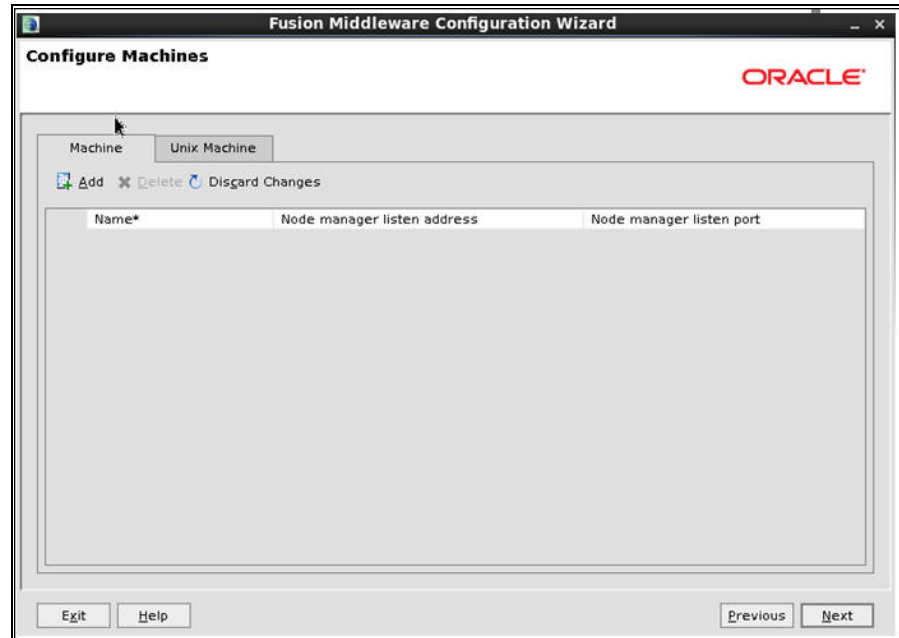 Fusion Middleware Configuration Wizard
Configure Machines
ORACLE
Machine Unix Machine
Add Delete Discard Changes
Name* Node manager listen address Node manager listen port
Exit Help Previous Next